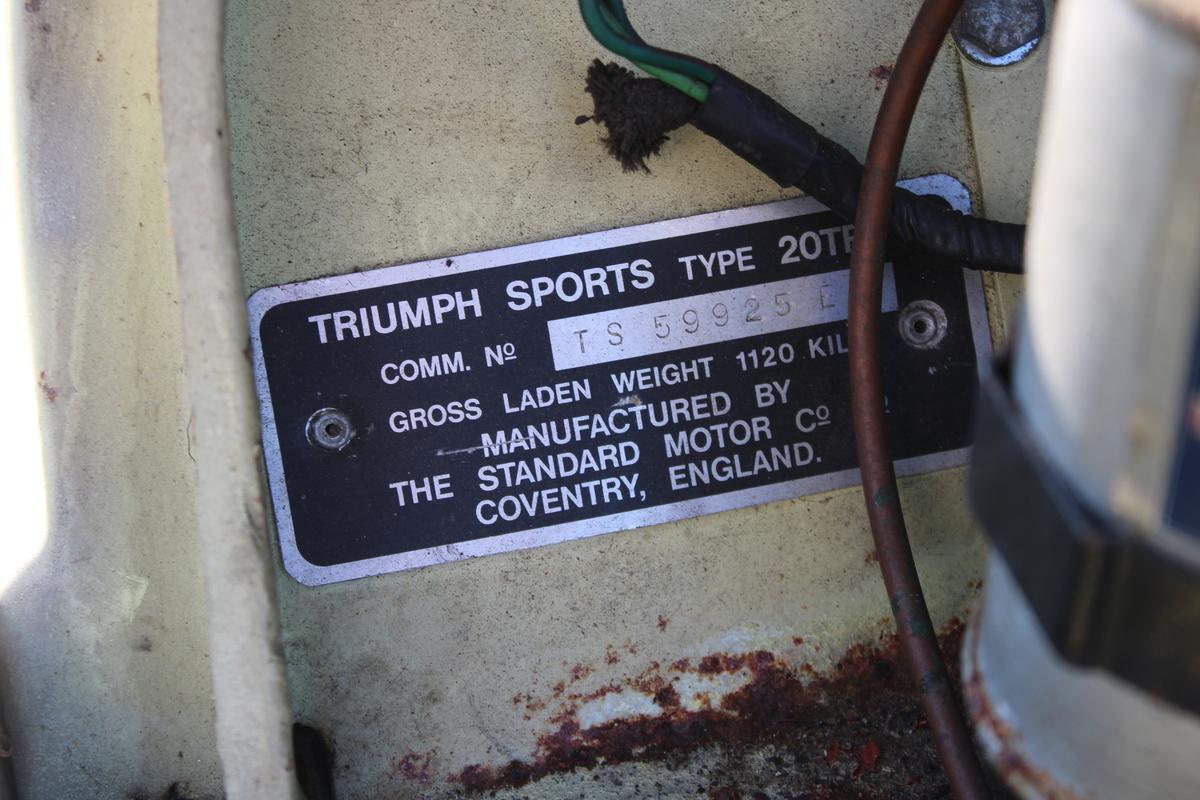 TRIUMPH SPORTS TYPE 20TR
COMM. Nº TS 59925 L
GROSS LADEN WEIGHT 1120 KIL
MANUFACTURED BY
THE STANDARD MOTOR Cº
COVENTRY, ENGLAND.